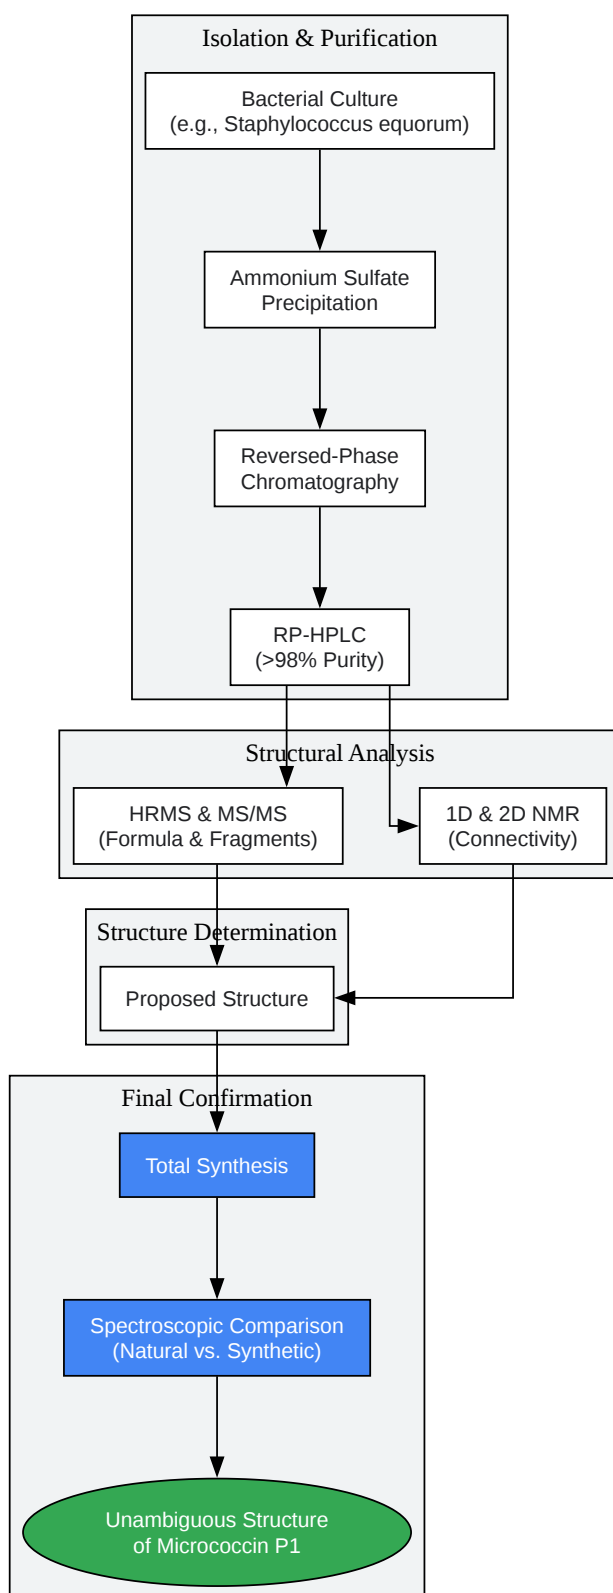 Isolation & Purification
Bacterial Culture
(e.g., Staphylococcus equorum)
Ammonium Sulfate
Precipitation
Reversed-Phase
Chromatography
RP-HPLC
(>98% Purity)
Structural Analysis
HRMS & MS/MS
(Formula & Fragments)
1D & 2D NMR
(Connectivity)
Structure Determination
Proposed Structure
Final Confirmation
Total Synthesis
Spectroscopic Comparison
(Natural vs. Synthetic)
Unambiguous Structure
of Micrococcin P1